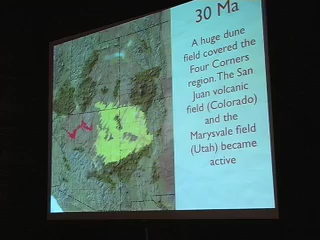 30 Ma
A huge dune
field covered the
Four Corners
region. The San
Juan volcanic
field (Colorado)
and the
Marysvale field
(Utah) became
active